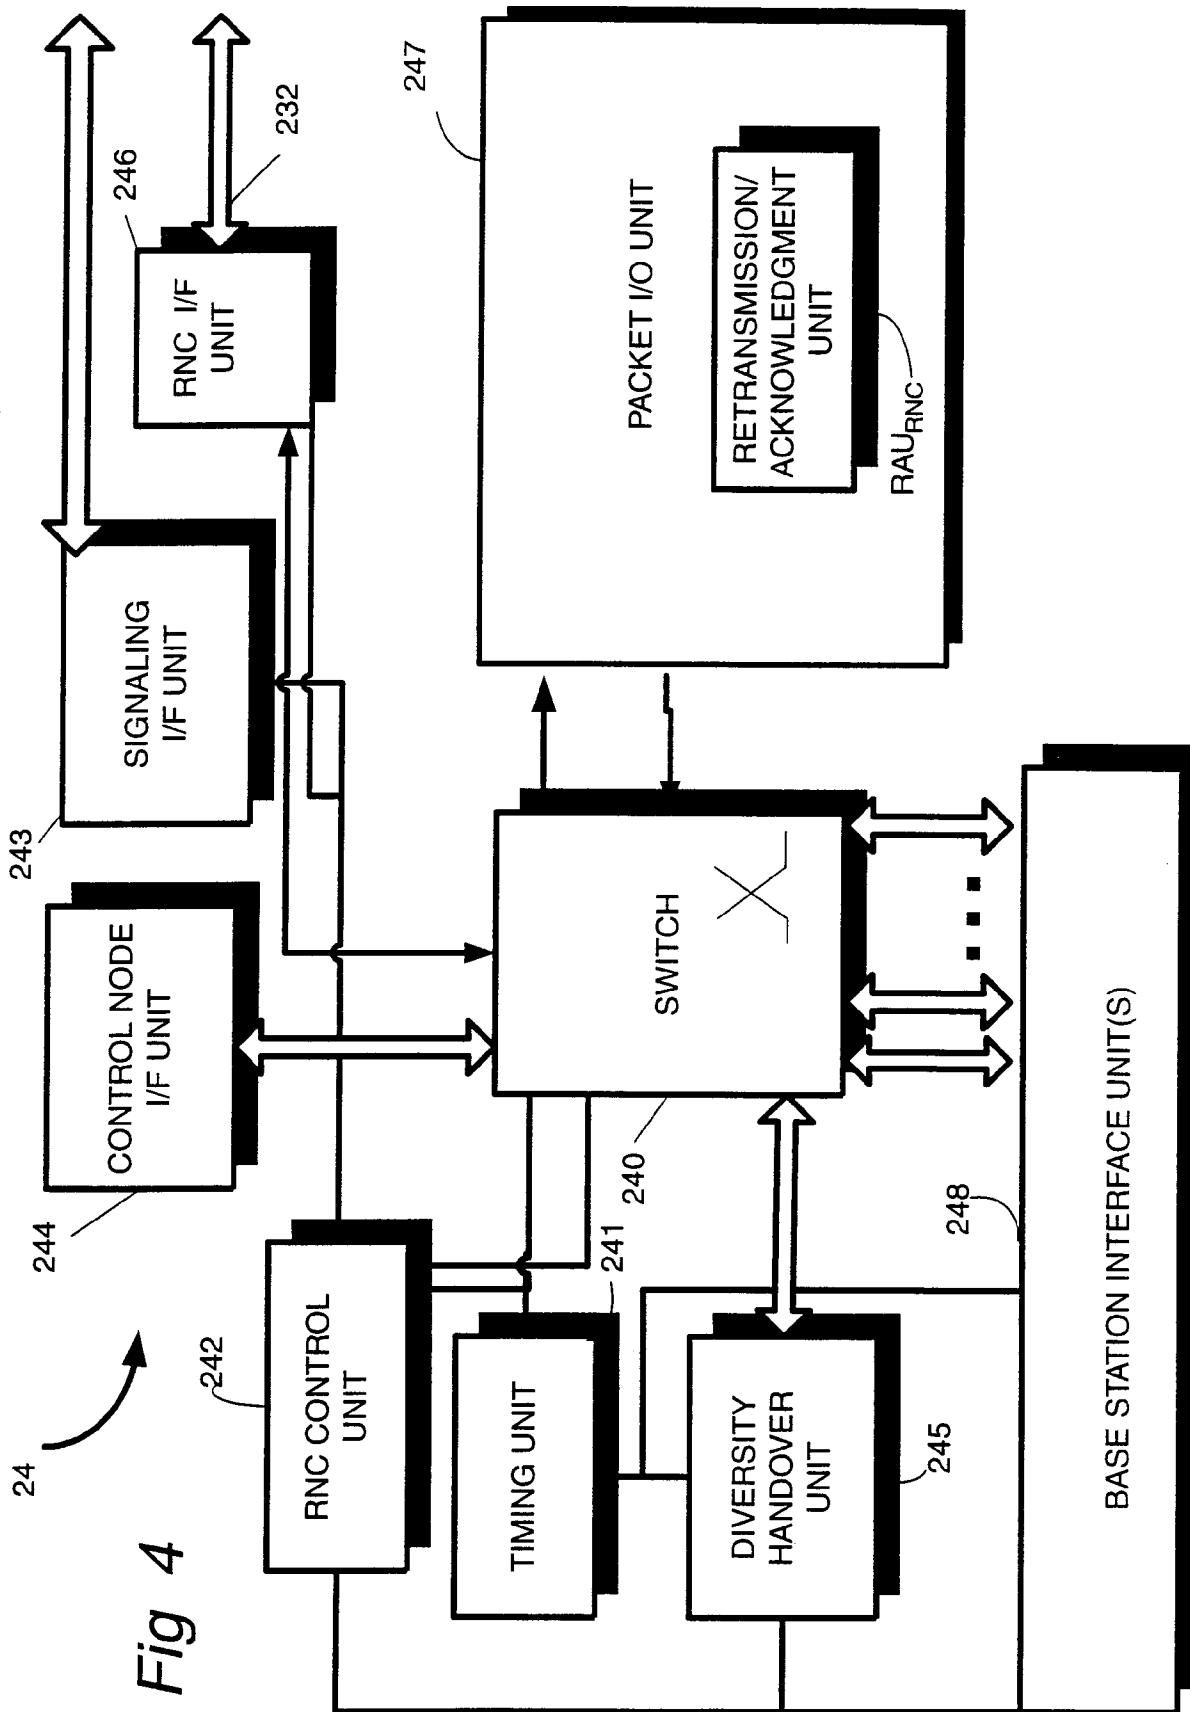 Fig 4
24
242
RNC CONTROL
UNIT
244
CONTROL NODE
I/F UNIT
243
SIGNALING
I/F UNIT
246
RNC I/F
UNIT
232
241
TIMING UNIT
240
SWITCH
247
PACKET I/O UNIT
RETRANSMISSION/
ACKNOWLEDGMENT
UNIT
RAURNC
DIVERSITY
HANDOVER
UNIT
245
248
BASE STATION INTERFACE UNIT(S)